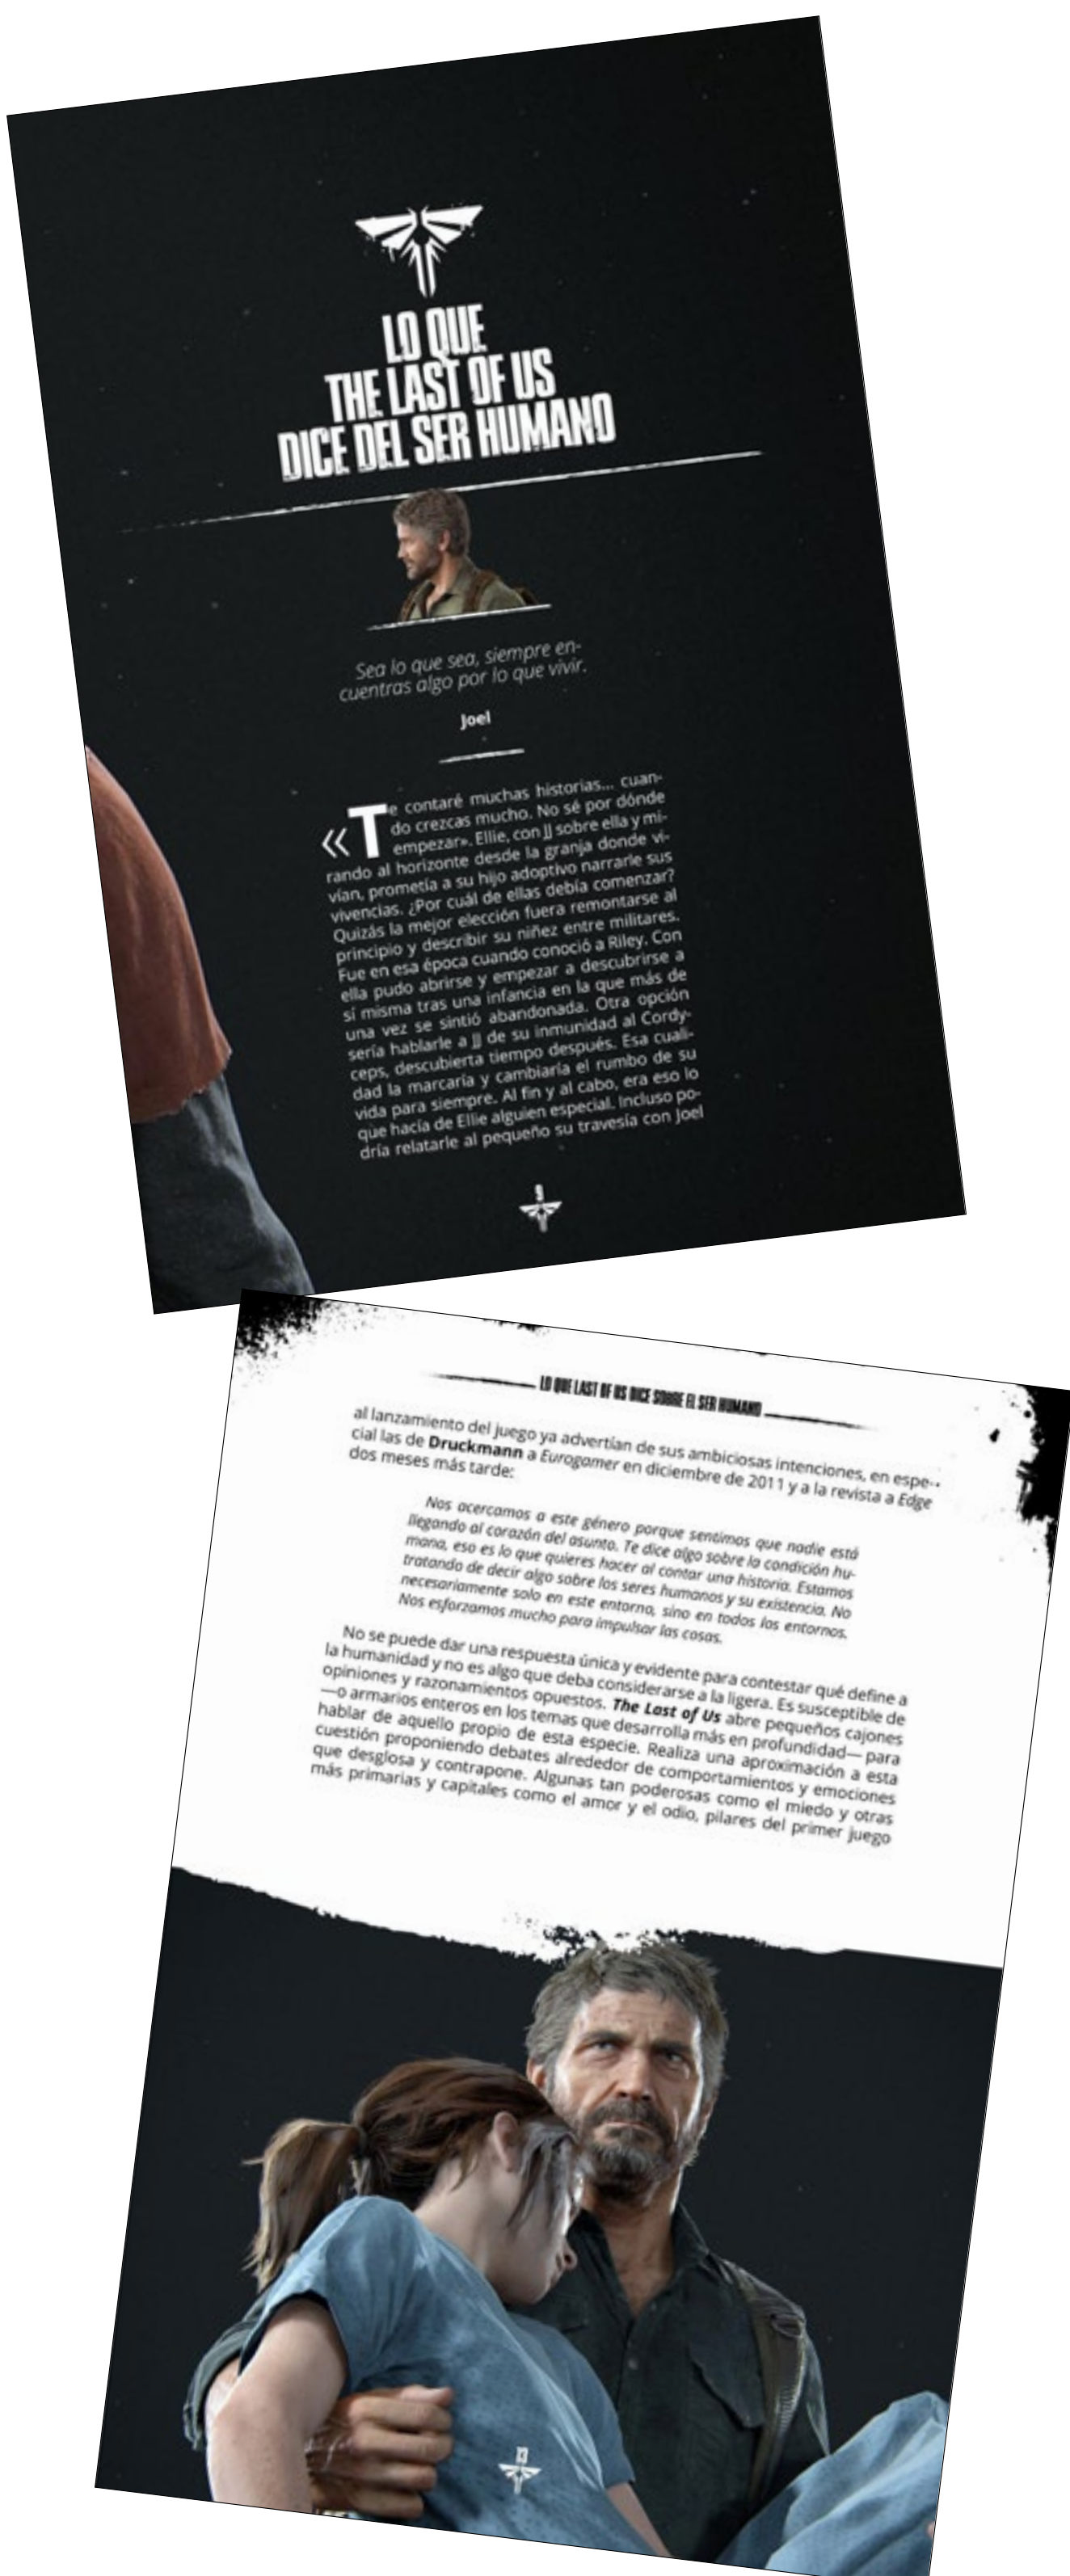 LO QUE
THE LAST OF US
DICE DEL SER HUMANO
Sea lo que sea, siempre en-
cuentras algo por lo que vivir.
Joel
«Te contaré muchas historias... cuan-
do crezcas mucho. No sé por dónde
empezar». Ellie, con JJ sobre ella y mi-
rando al horizonte desde la granja donde vi-
vían, prometía a su hijo adoptivo narrarle sus
vivencias. ¿Por cuál de ellas debía comenzar?
Quizás la mejor elección fuera remontarse al
principio y describir su niñez entre militares.
Fue en esa época cuando conoció a Riley. Con
ella pudo abrirse y empezar a descubrirse a
sí misma tras una infancia en la que más de
una vez se sintió abandonada. Otra opción
sería hablarle a JJ de su inmunidad al Cordy-
ceps, descubierta tiempo después. Esa cuali-
dad la marcaría y cambiaría el rumbo de su
vida para siempre. Al fin y al cabo, era eso lo
que hacía de Ellie alguien especial. Incluso po-
dría relatarle al pequeño su travesía con Joel
9
LO QUE LAST OF US DICE SOBRE EL SER HUMANO
al lanzamiento del juego ya advertían de sus ambiciosas intenciones, en espe-
cial las de Druckmann a Eurogamer en diciembre de 2011 y a la revista a Edge
dos meses más tarde:
Nos acercamos a este género porque sentimos que nadie está
llegando al corazón del asunto. Te dice algo sobre la condición hu-
mana, eso es lo que quieres hacer al contar una historia. Estamos
tratando de decir algo sobre los seres humanos y su existencia. No
necesariamente solo en este entorno, sino en todos los entornos.
Nos esforzamos mucho para impulsar las cosas.
No se puede dar una respuesta única y evidente para contestar qué define a
la humanidad y no es algo que deba considerarse a la ligera. Es susceptible de
opiniones y razonamientos opuestos. The Last of Us abre pequeños cajones
—o armarios enteros en los temas que desarrolla más en profundidad— para
hablar de aquello propio de esta especie. Realiza una aproximación a esta
cuestión proponiendo debates alrededor de comportamientos y emociones
que desglosa y contrapone. Algunas tan poderosas como el miedo y otras
más primarias y capitales como el amor y el odio, pilares del primer juego
13